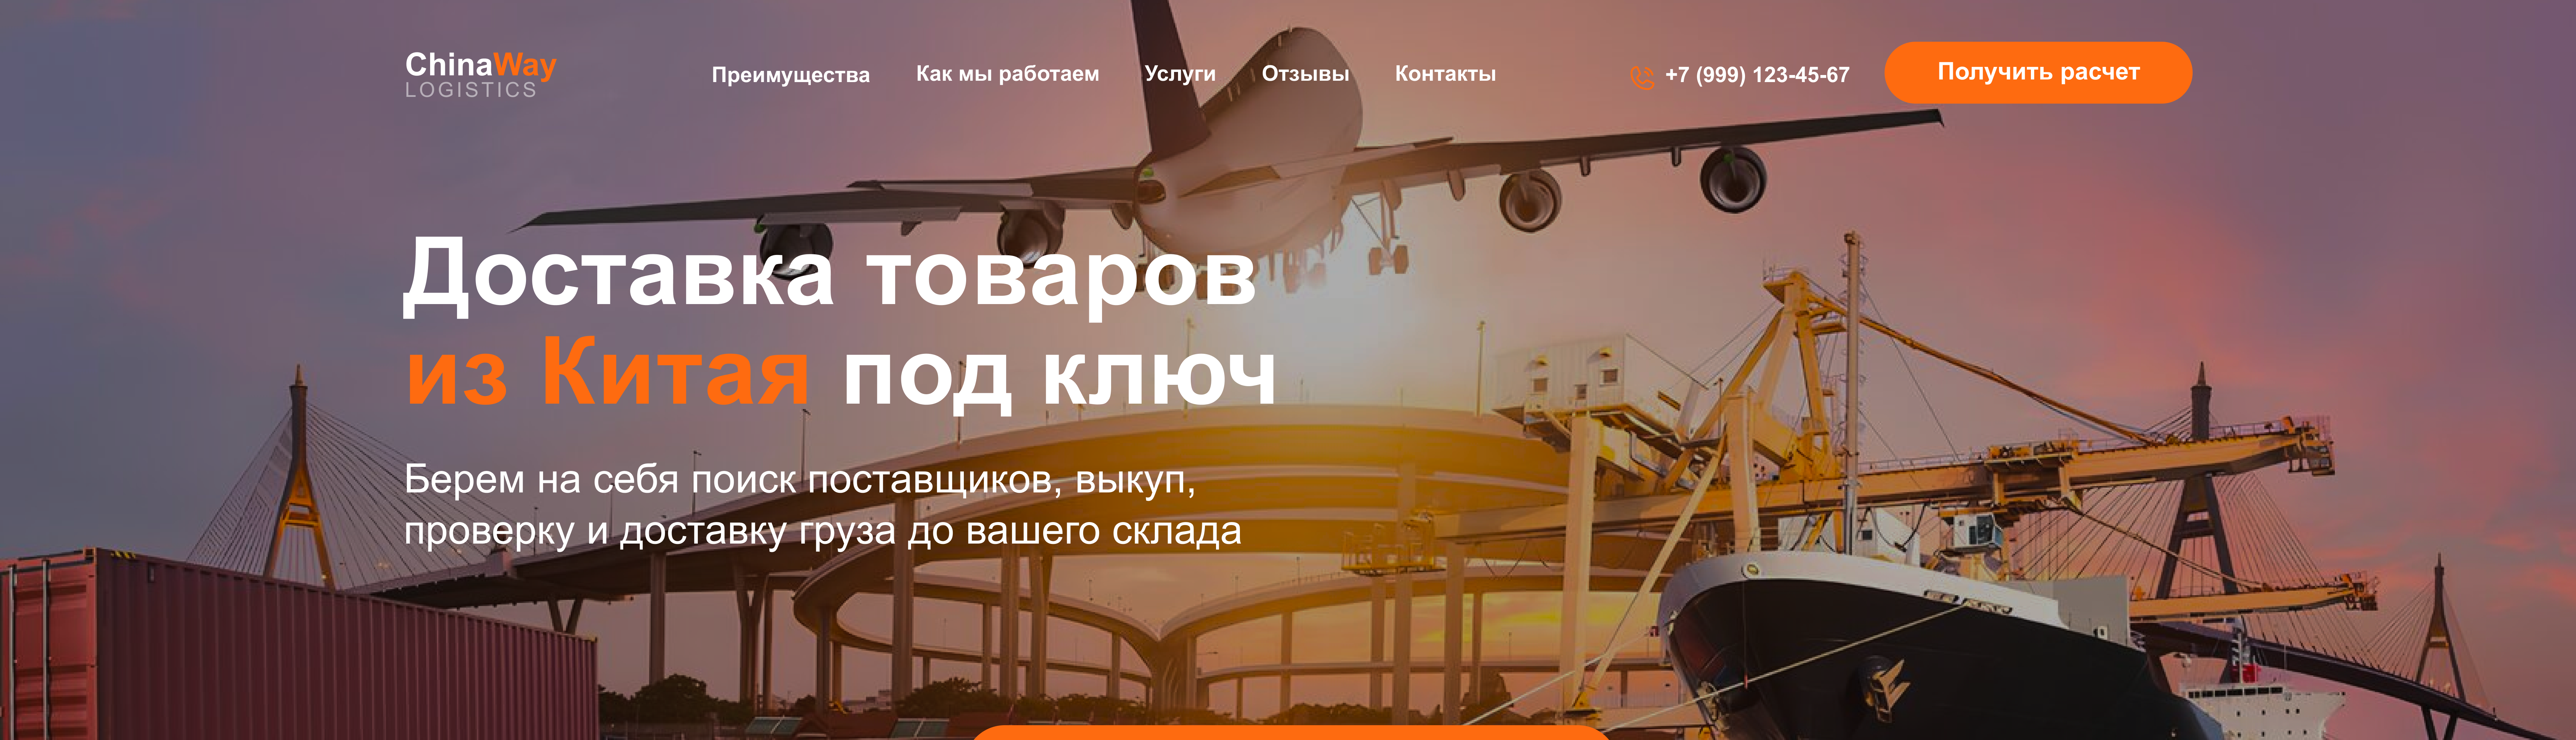 ChinaWay
LOGISTICS
Преимущества
Как мы работаем
Услуги
Отзывы
Контакты
+7 (999) 123-45-67
Получить расчет
Доставка товаров
из Китая под ключ
Берем на себя поиск поставщиков, выкуп,
проверку и доставку груза до вашего склада